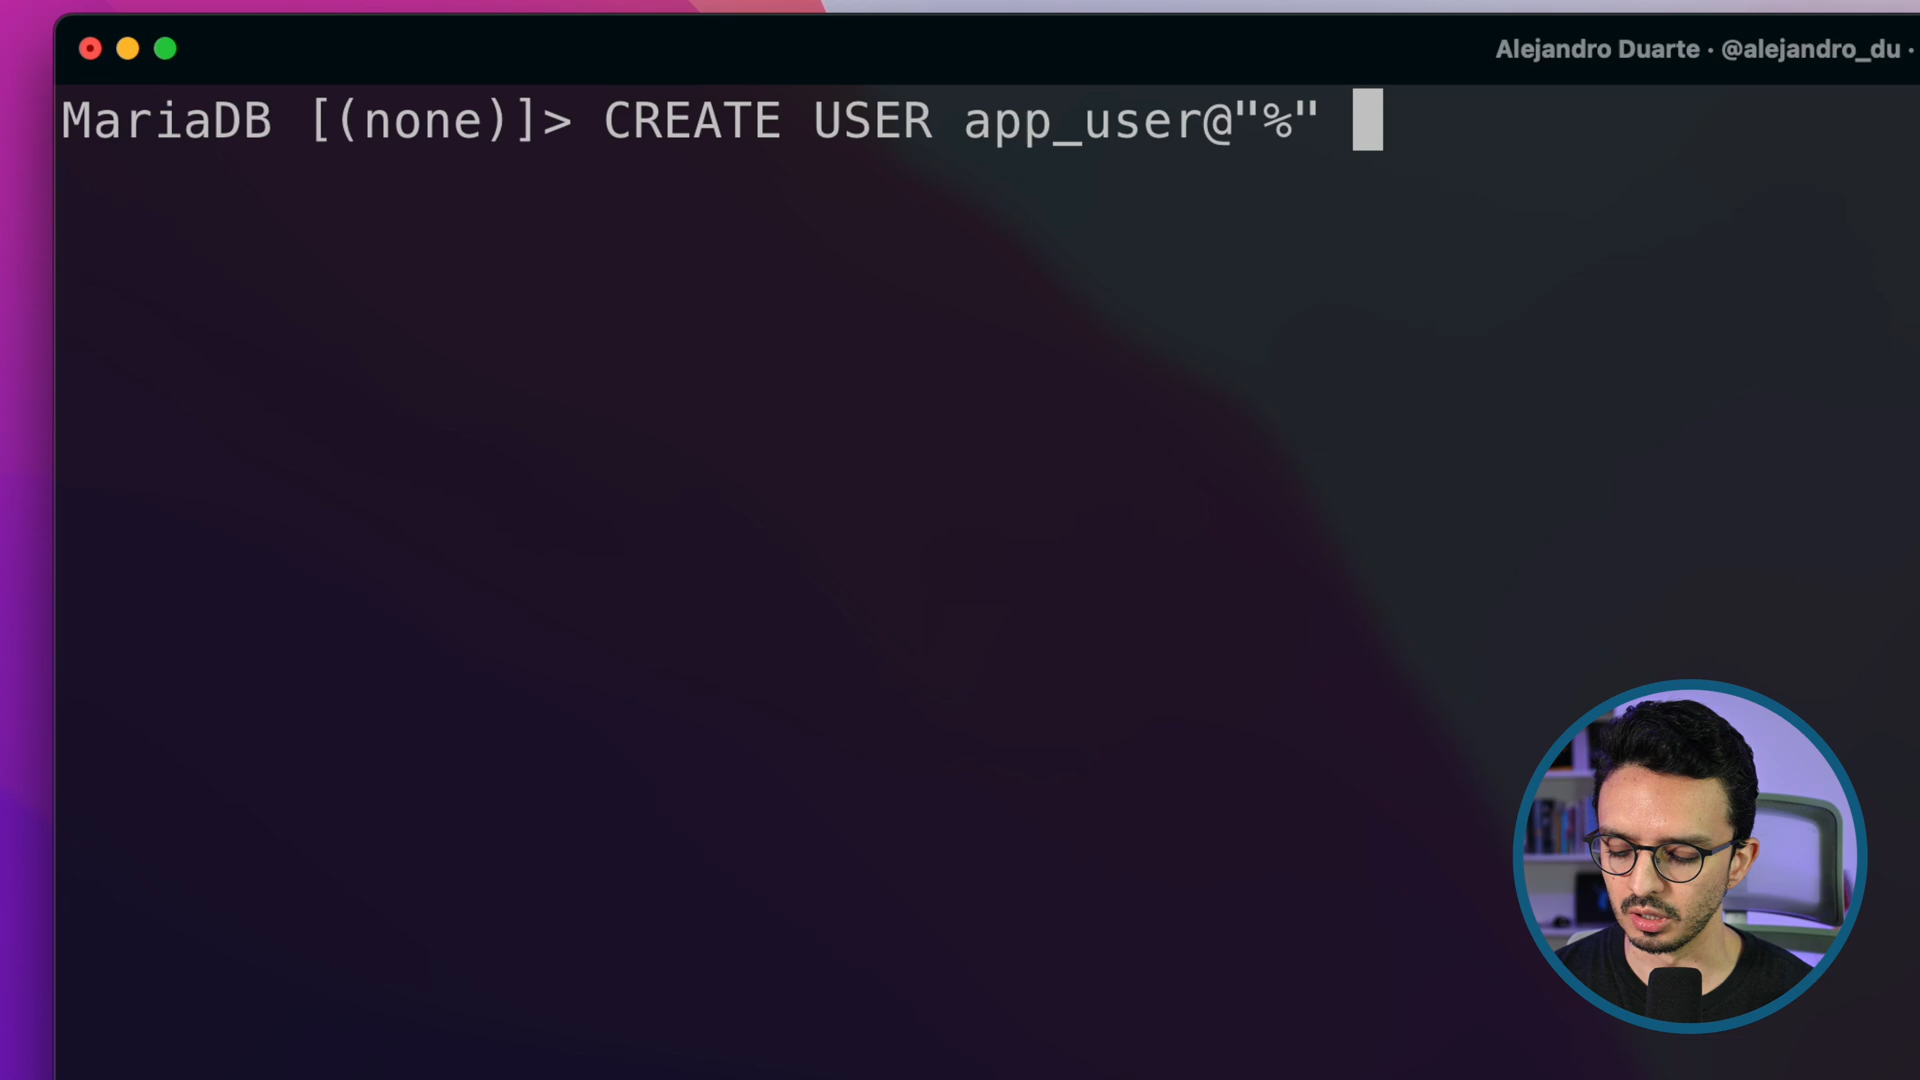 Alejandro Duarte · @alejandro_du ·
MariaDB [(none)]> CREATE USER app_user@"%"